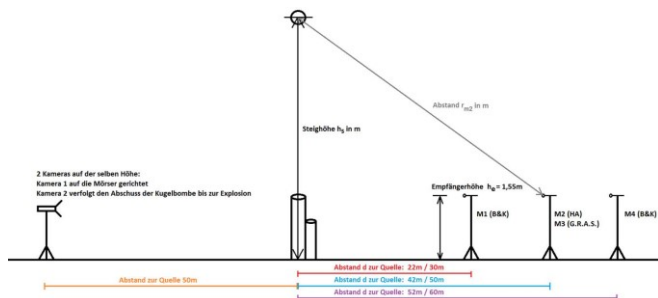 Abstand rm2 in m
Steighöhe hs in m
2 Kameras auf der selben Höhe:
Kamera 1 auf die Mörser gerichtet
Kamera 2 verfolgt den Abschuss der Kugelbombe bis zur Explosion
Empfängerhöhe he = 1,55m
M1 (B&K)
M2 (HA)
M3 (G.R.A.S.)
M4 (B&K)
Abstand d zur Quelle: 22m / 30m
Abstand zur Quelle 50m
Abstand d zur Quelle: 42m / 50m
Abstand d zur Quelle: 52m / 60m